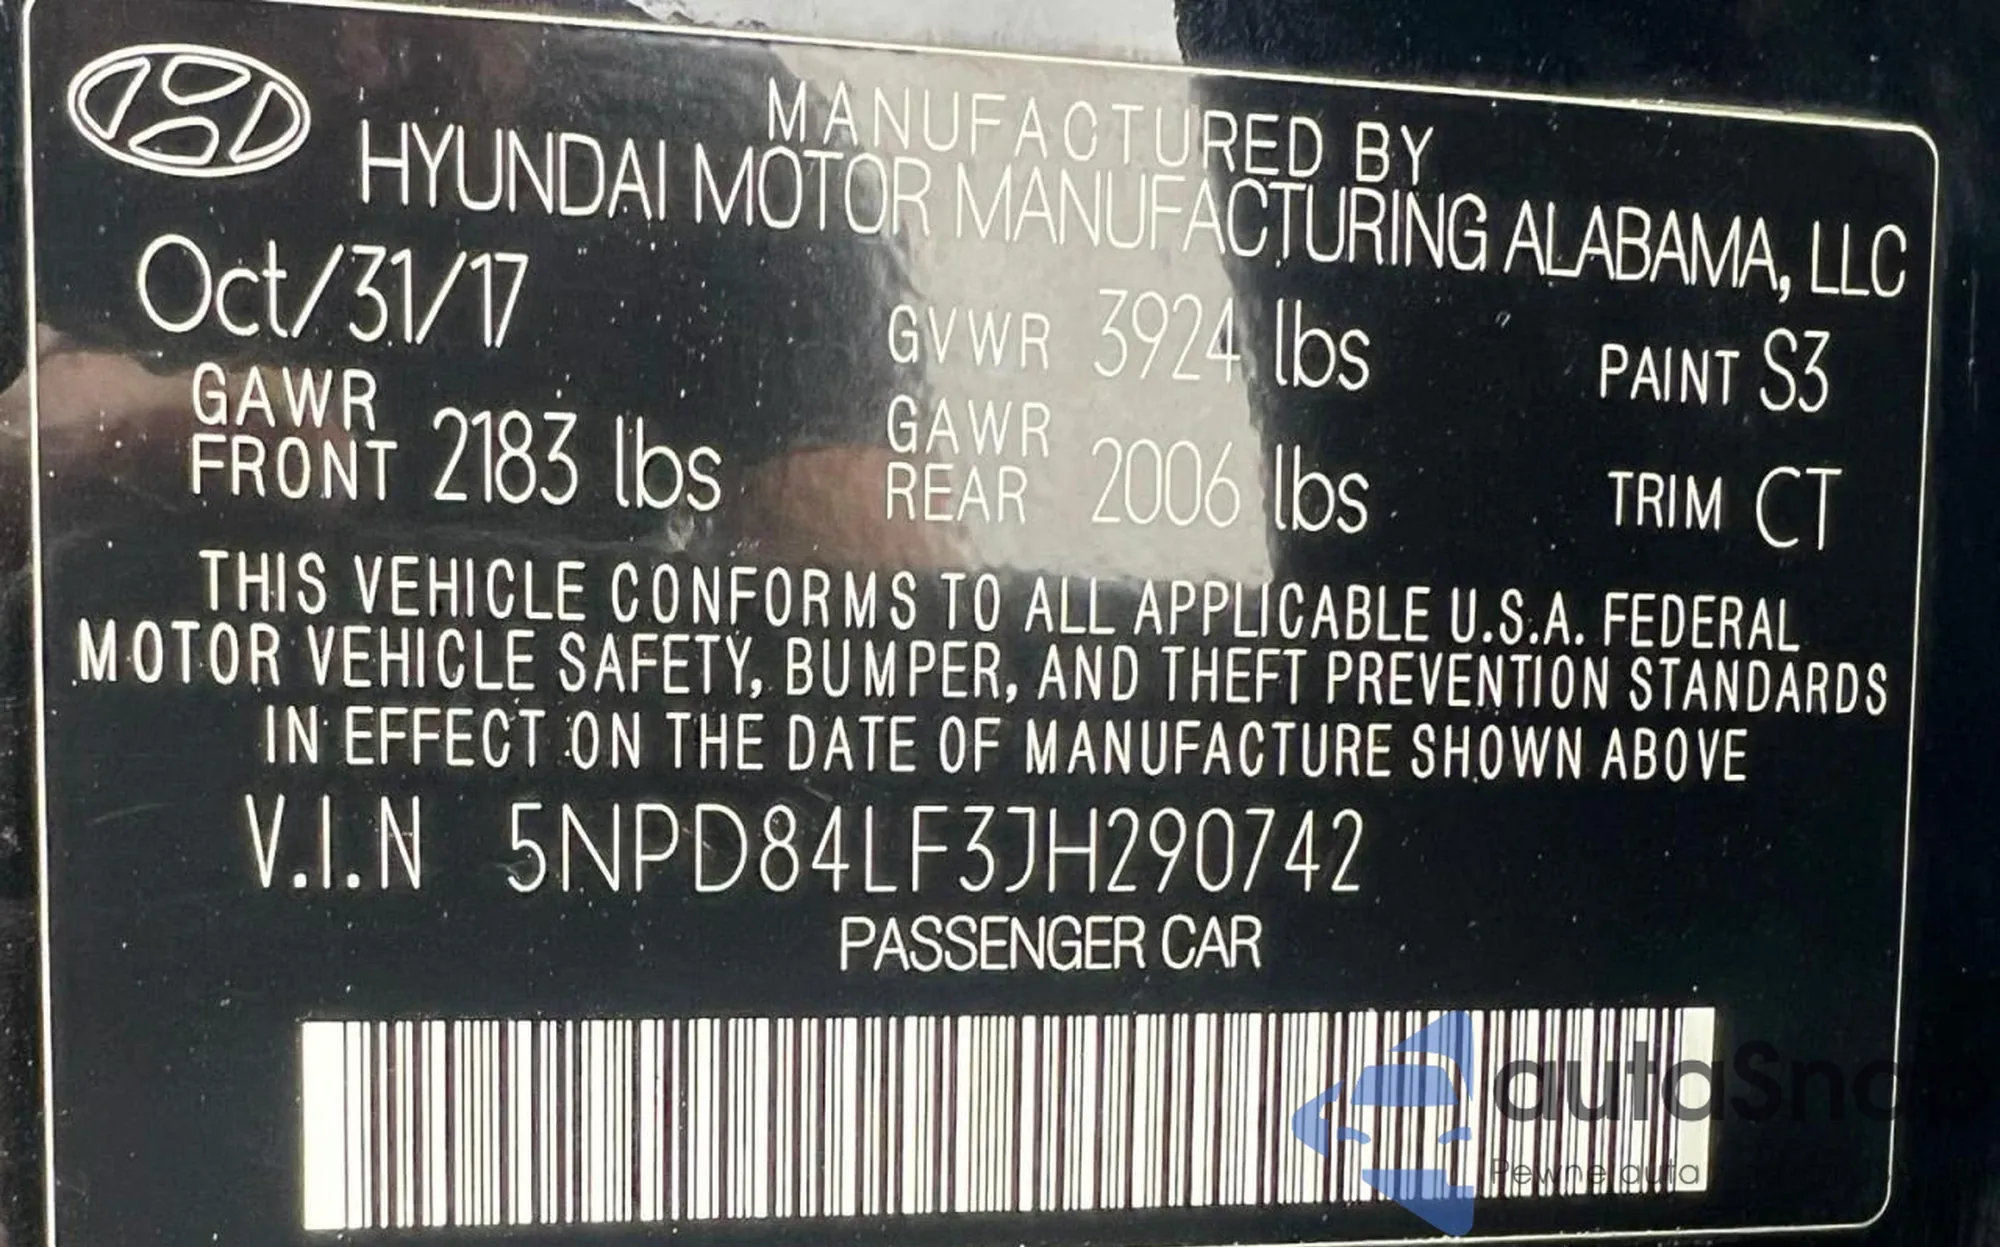 MANUFACTURED BY
HYUNDAI MOTOR MANUFACTURING ALABAMA, LLC
Oct/31/17
GVWR 3924 lbs
PAINT S3
GAWR
FRONT 2183 lbs
GAWR
REAR 2006 lbs
TRIM CT
THIS VEHICLE CONFORMS TO ALL APPLICABLE U.S.A. FEDERAL
MOTOR VEHICLE SAFETY, BUMPER, AND THEFT PREVENTION STANDARDS
IN EFFECT ON THE DATE OF MANUFACTURE SHOWN ABOVE
V.I.N 5NPD84LF3JH290742
PASSENGER CAR
Pewne auta